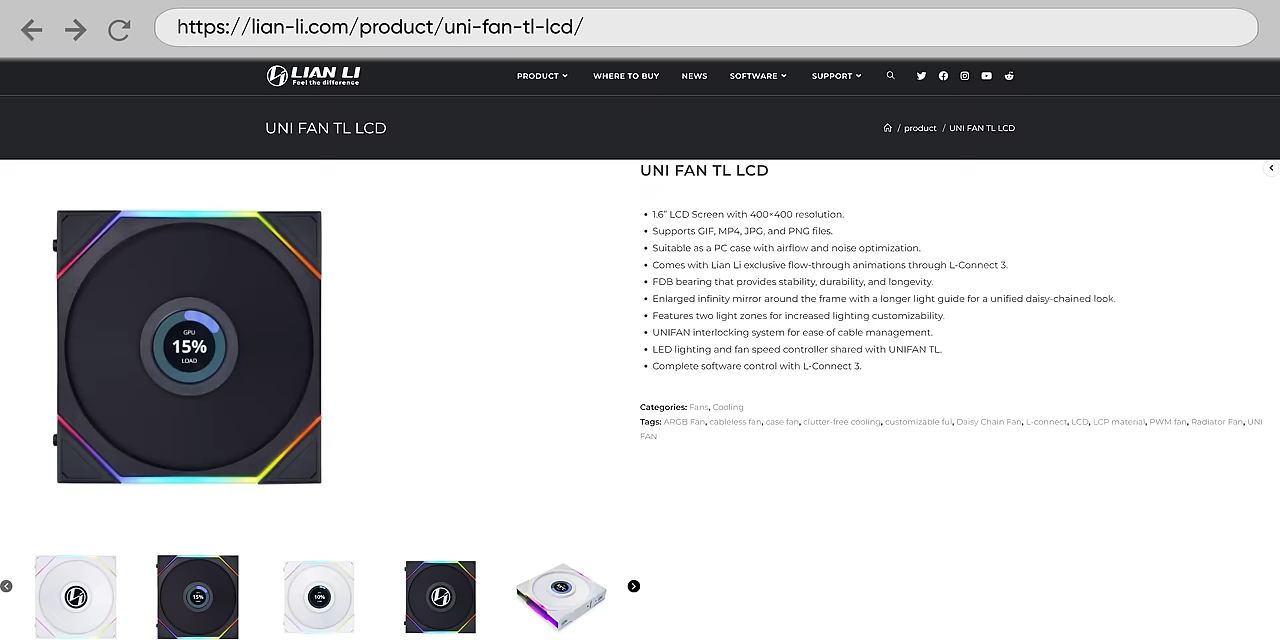 https://lian-li.com/product/uni-fan-tl-lcd/
LIAN LI
Feel the difference
PRODUCT WHERE TO BUY NEWS SOFTWARE SUPPORT
UNI FAN TL LCD
/ product / UNI FAN TL LCD
UNI FAN TL LCD
• 1.6” LCD Screen with 400×400 resolution.
• Supports GIF, MP4, JPG, and PNG files.
• Suitable as a PC case with airflow and noise optimization.
• Comes with Lian Li exclusive flow-through animations through L-Connect 3.
• FDB bearing that provides stability, durability, and longevity.
• Enlarged infinity mirror around the frame with a longer light guide for a unified daisy-chained look.
• Features two light zones for increased lighting customizability.
• UNIFAN interlocking system for ease of cable management.
• LED lighting and fan speed controller shared with UNIFAN TL.
• Complete software control with L-Connect 3.
Categories: Fans, Cooling
Tags: ARGB Fan, cableless fan, case fan, clutter-free cooling, customizable ful, Daisy Chain Fan, L-connect, LCD, LCP material, PWM fan, Radiator Fan, UNI
FAN
GPU
15%
LOAD
15%
10%